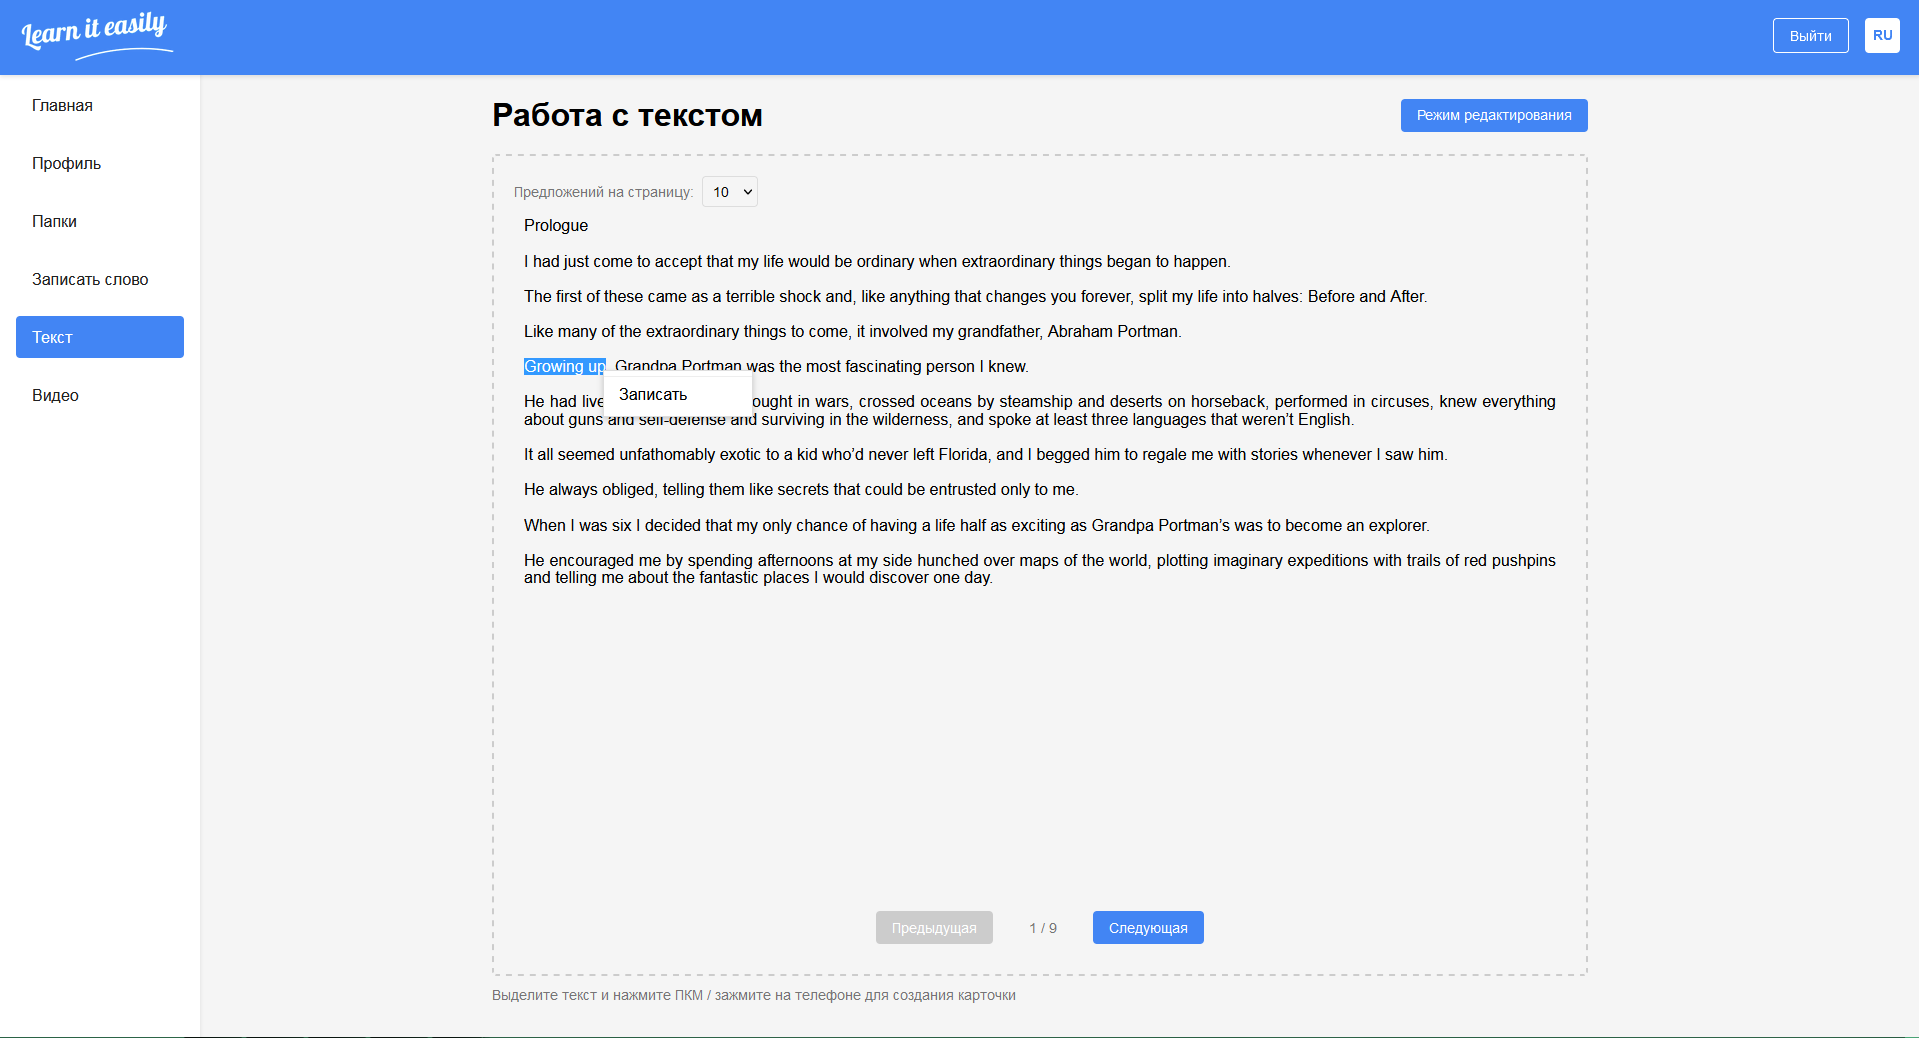 Learn it easily
Выйти
RU
Главная
Профиль
Папки
Записать слово
Текст
Видео
Работа с текстом
Режим редактирования
Предложений на страницу: 10
Prologue
I had just come to accept that my life would be ordinary when extraordinary things began to happen.
The first of these came as a terrible shock and, like anything that changes you forever, split my life into halves: Before and After.
Like many of the extraordinary things to come, it involved my grandfather, Abraham Portman.
Growing up, Grandpa Portman was the most fascinating person I knew.
Записать
He had live ought in wars, crossed oceans by steamship and deserts on horseback, performed in circuses, knew everything
about guns and self-defense and surviving in the wilderness, and spoke at least three languages that weren’t English.
It all seemed unfathomably exotic to a kid who’d never left Florida, and I begged him to regale me with stories whenever I saw him.
He always obliged, telling them like secrets that could be entrusted only to me.
When I was six I decided that my only chance of having a life half as exciting as Grandpa Portman’s was to become an explorer.
He encouraged me by spending afternoons at my side hunched over maps of the world, plotting imaginary expeditions with trails of red pushpins
and telling me about the fantastic places I would discover one day.
Предыдущая
1 / 9
Следующая
Выделите текст и нажмите ПКМ / зажмите на телефоне для создания карточки